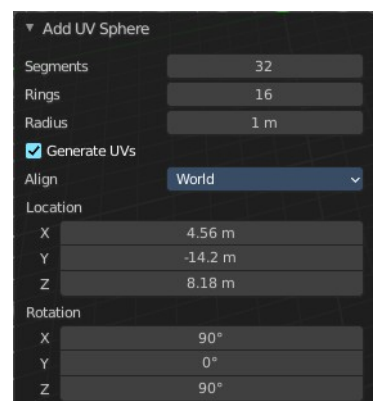 Add UV Sphere
Segments 32
Rings 16
Radius 1 m
Generate UVs
Align World
Location
X 4.56 m
Y -14.2 m
Z 8.18 m
Rotation
X 90°
Y 0°
Z 90°